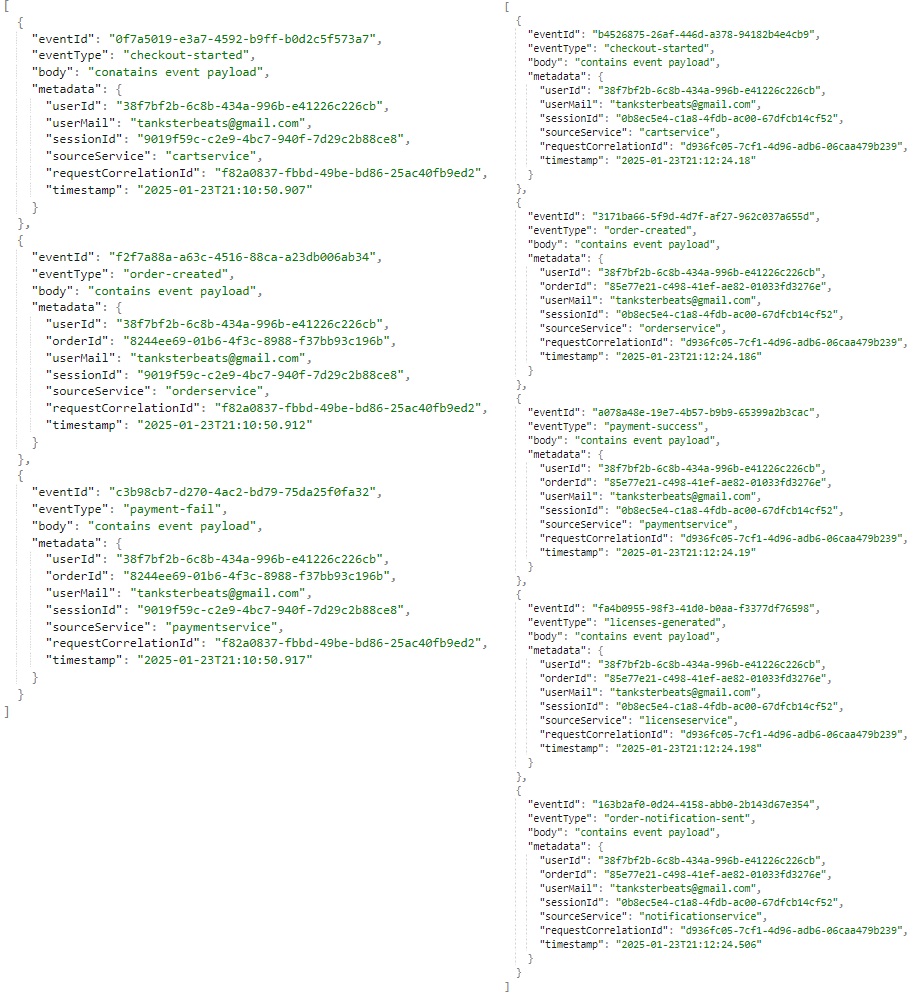 [
{
"eventId": "0f7a5019-e3a7-4592-b9ff-b0d2c5f573a7",
"eventType": "checkout-started",
"body": "conatains event payload",
"metadata": {
"userId": "38f7bf2b-6c8b-434a-996b-e41226c226cb",
"userMail": "tanksterbeats@gmail.com",
"sessionId": "9019f59c-c2e9-4bc7-940f-7d29c2b88ce8",
"sourceService": "cartservice",
"requestCorrelationId": "f82a0837-fbbd-49be-bd86-25ac40fb9ed2",
"timestamp": "2025-01-23T21:10:50.907"
}
},
{
"eventId": "f2f7a88a-a63c-4516-88ca-a23db006ab34",
"eventType": "order-created",
"body": "contains event payload",
"metadata": {
"userId": "38f7bf2b-6c8b-434a-996b-e41226c226cb",
"orderId": "8244ee69-01b6-4f3c-8988-f37bb93c196b",
"userMail": "tanksterbeats@gmail.com",
"sessionId": "9019f59c-c2e9-4bc7-940f-7d29c2b88ce8",
"sourceService": "orderservice",
"requestCorrelationId": "f82a0837-fbbd-49be-bd86-25ac40fb9ed2",
"timestamp": "2025-01-23T21:10:50.912"
}
},
{
"eventId": "c3b98cb7-d270-4ac2-bd79-75da25f0fa32",
"eventType": "payment-fail",
"body": "contains event payload",
"metadata": {
"userId": "38f7bf2b-6c8b-434a-996b-e41226c226cb",
"orderId": "8244ee69-01b6-4f3c-8988-f37bb93c196b",
"userMail": "tanksterbeats@gmail.com",
"sessionId": "9019f59c-c2e9-4bc7-940f-7d29c2b88ce8",
"sourceService": "paymentservice",
"requestCorrelationId": "f82a0837-fbbd-49be-bd86-25ac40fb9ed2",
"timestamp": "2025-01-23T21:10:50.917"
}
}
]
[
{
"eventId": "b4526875-26af-446d-a378-94182b4e4cb9",
"eventType": "checkout-started",
"body": "contains event payload",
"metadata": {
"userId": "38f7bf2b-6c8b-434a-996b-e41226c226cb",
"userMail": "tanksterbeats@gmail.com",
"sessionId": "0b8ec5e4-c1a8-4fdb-ac00-67dfcb14cf52",
"sourceService": "cartservice",
"requestCorrelationId": "d936fc05-7cf1-4d96-adb6-06caa479b239",
"timestamp": "2025-01-23T21:12:24.18"
}
},
{
"eventId": "3171ba66-5f9d-4d7f-af27-962c037a655d",
"eventType": "order-created",
"body": "contains event payload",
"metadata": {
"userId": "38f7bf2b-6c8b-434a-996b-e41226c226cb",
"orderId": "85e77e21-c498-41ef-ae82-01033fd3276e",
"userMail": "tanksterbeats@gmail.com",
"sessionId": "0b8ec5e4-c1a8-4fdb-ac00-67dfcb14cf52",
"sourceService": "orderservice",
"requestCorrelationId": "d936fc05-7cf1-4d96-adb6-06caa479b239",
"timestamp": "2025-01-23T21:12:24.186"
}
},
{
"eventId": "a078a48e-19e7-4b57-b9b9-65399a2b3cac",
"eventType": "payment-success",
"body": "contains event payload",
"metadata": {
"userId": "38f7bf2b-6c8b-434a-996b-e41226c226cb",
"orderId": "85e77e21-c498-41ef-ae82-01033fd3276e",
"userMail": "tanksterbeats@gmail.com",
"sessionId": "0b8ec5e4-c1a8-4fdb-ac00-67dfcb14cf52",
"sourceService": "paymentservice",
"requestCorrelationId": "d936fc05-7cf1-4d96-adb6-06caa479b239",
"timestamp": "2025-01-23T21:12:24.19"
}
},
{
"eventId": "fa4b0955-98f3-41d0-b0aa-f3377df76598",
"eventType": "licenses-generated",
"body": "contains event payload",
"metadata": {
"userId": "38f7bf2b-6c8b-434a-996b-e41226c226cb",
"orderId": "85e77e21-c498-41ef-ae82-01033fd3276e",
"userMail": "tanksterbeats@gmail.com",
"sessionId": "0b8ec5e4-c1a8-4fdb-ac00-67dfcb14cf52",
"sourceService": "licenseservice",
"requestCorrelationId": "d936fc05-7cf1-4d96-adb6-06caa479b239",
"timestamp": "2025-01-23T21:12:24.198"
}
},
{
"eventId": "163b2af0-0d24-4158-abb0-2b143d67e354",
"eventType": "order-notification-sent",
"body": "contains event payload",
"metadata": {
"userId": "38f7bf2b-6c8b-434a-996b-e41226c226cb",
"orderId": "85e77e21-c498-41ef-ae82-01033fd3276e",
"userMail": "tanksterbeats@gmail.com",
"sessionId": "0b8ec5e4-c1a8-4fdb-ac00-67dfcb14cf52",
"sourceService": "notificationservice",
"requestCorrelationId": "d936fc05-7cf1-4d96-adb6-06caa479b239",
"timestamp": "2025-01-23T21:12:24.506"
}
}
]